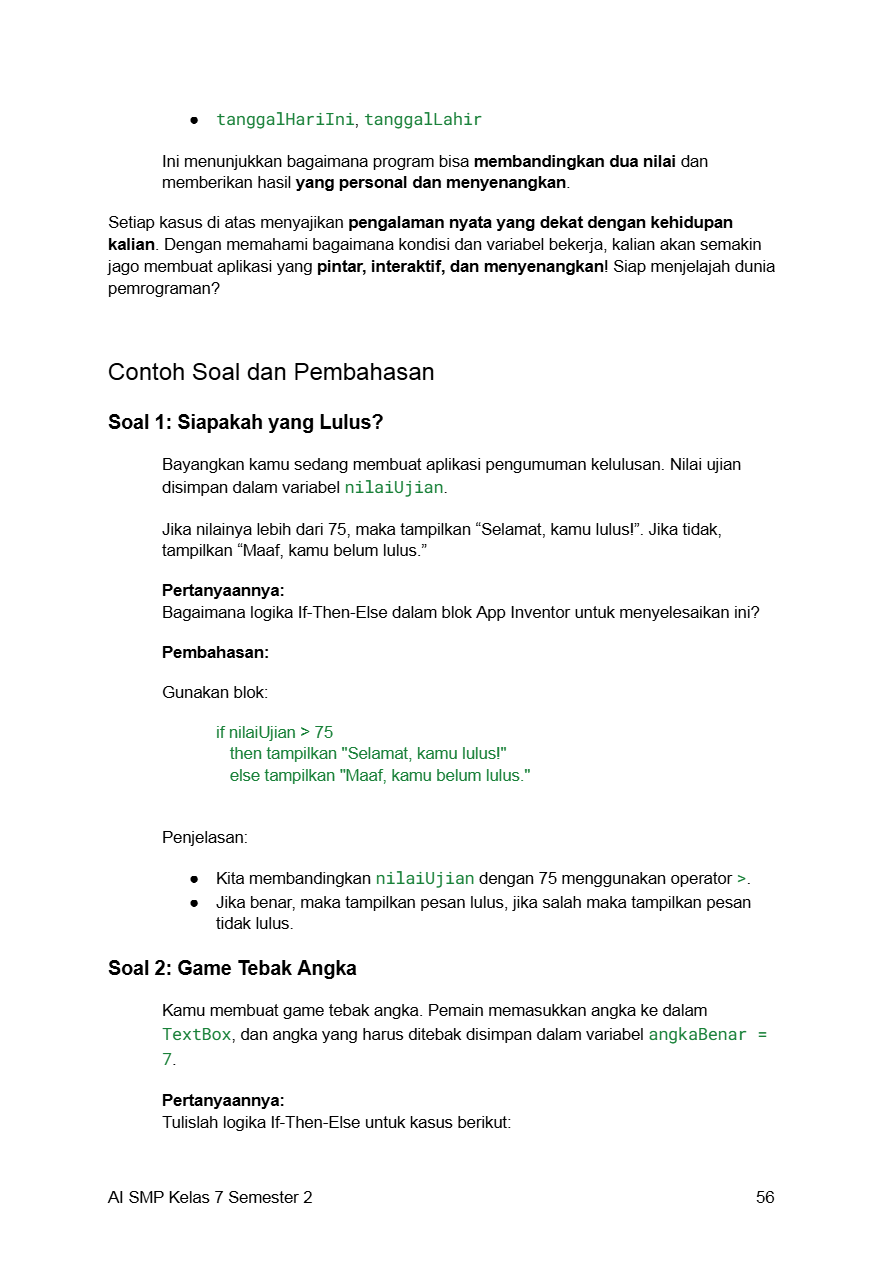 ● tanggalHariIni, tanggalLahir
Ini menunjukkan bagaimana program bisa membandingkan dua nilai dan
memberikan hasil yang personal dan menyenangkan.
Setiap kasus di atas menyajikan pengalaman nyata yang dekat dengan kehidupan
kalian. Dengan memahami bagaimana kondisi dan variabel bekerja, kalian akan semakin
jago membuat aplikasi yang pintar, interaktif, dan menyenangkan! Siap menjelajah dunia
pemrograman?
Contoh Soal dan Pembahasan
Soal 1: Siapakah yang Lulus?
Bayangkan kamu sedang membuat aplikasi pengumuman kelulusan. Nilai ujian
disimpan dalam variabel nilaiUjian.
Jika nilainya lebih dari 75, maka tampilkan “Selamat, kamu lulus!”. Jika tidak,
tampilkan “Maaf, kamu belum lulus.”
Pertanyaannya:
Bagaimana logika If-Then-Else dalam blok App Inventor untuk menyelesaikan ini?
Pembahasan:
Gunakan blok:
if nilaiUjian > 75
then tampilkan "Selamat, kamu lulus!"
else tampilkan "Maaf, kamu belum lulus."
Penjelasan:
● Kita membandingkan nilaiUjian dengan 75 menggunakan operator >.
● Jika benar, maka tampilkan pesan lulus, jika salah maka tampilkan pesan
tidak lulus.
Soal 2: Game Tebak Angka
Kamu membuat game tebak angka. Pemain memasukkan angka ke dalam
TextBox, dan angka yang harus ditebak disimpan dalam variabel angkaBenar =
7.
Pertanyaannya:
Tulislah logika If-Then-Else untuk kasus berikut:
AI SMP Kelas 7 Semester 2 56